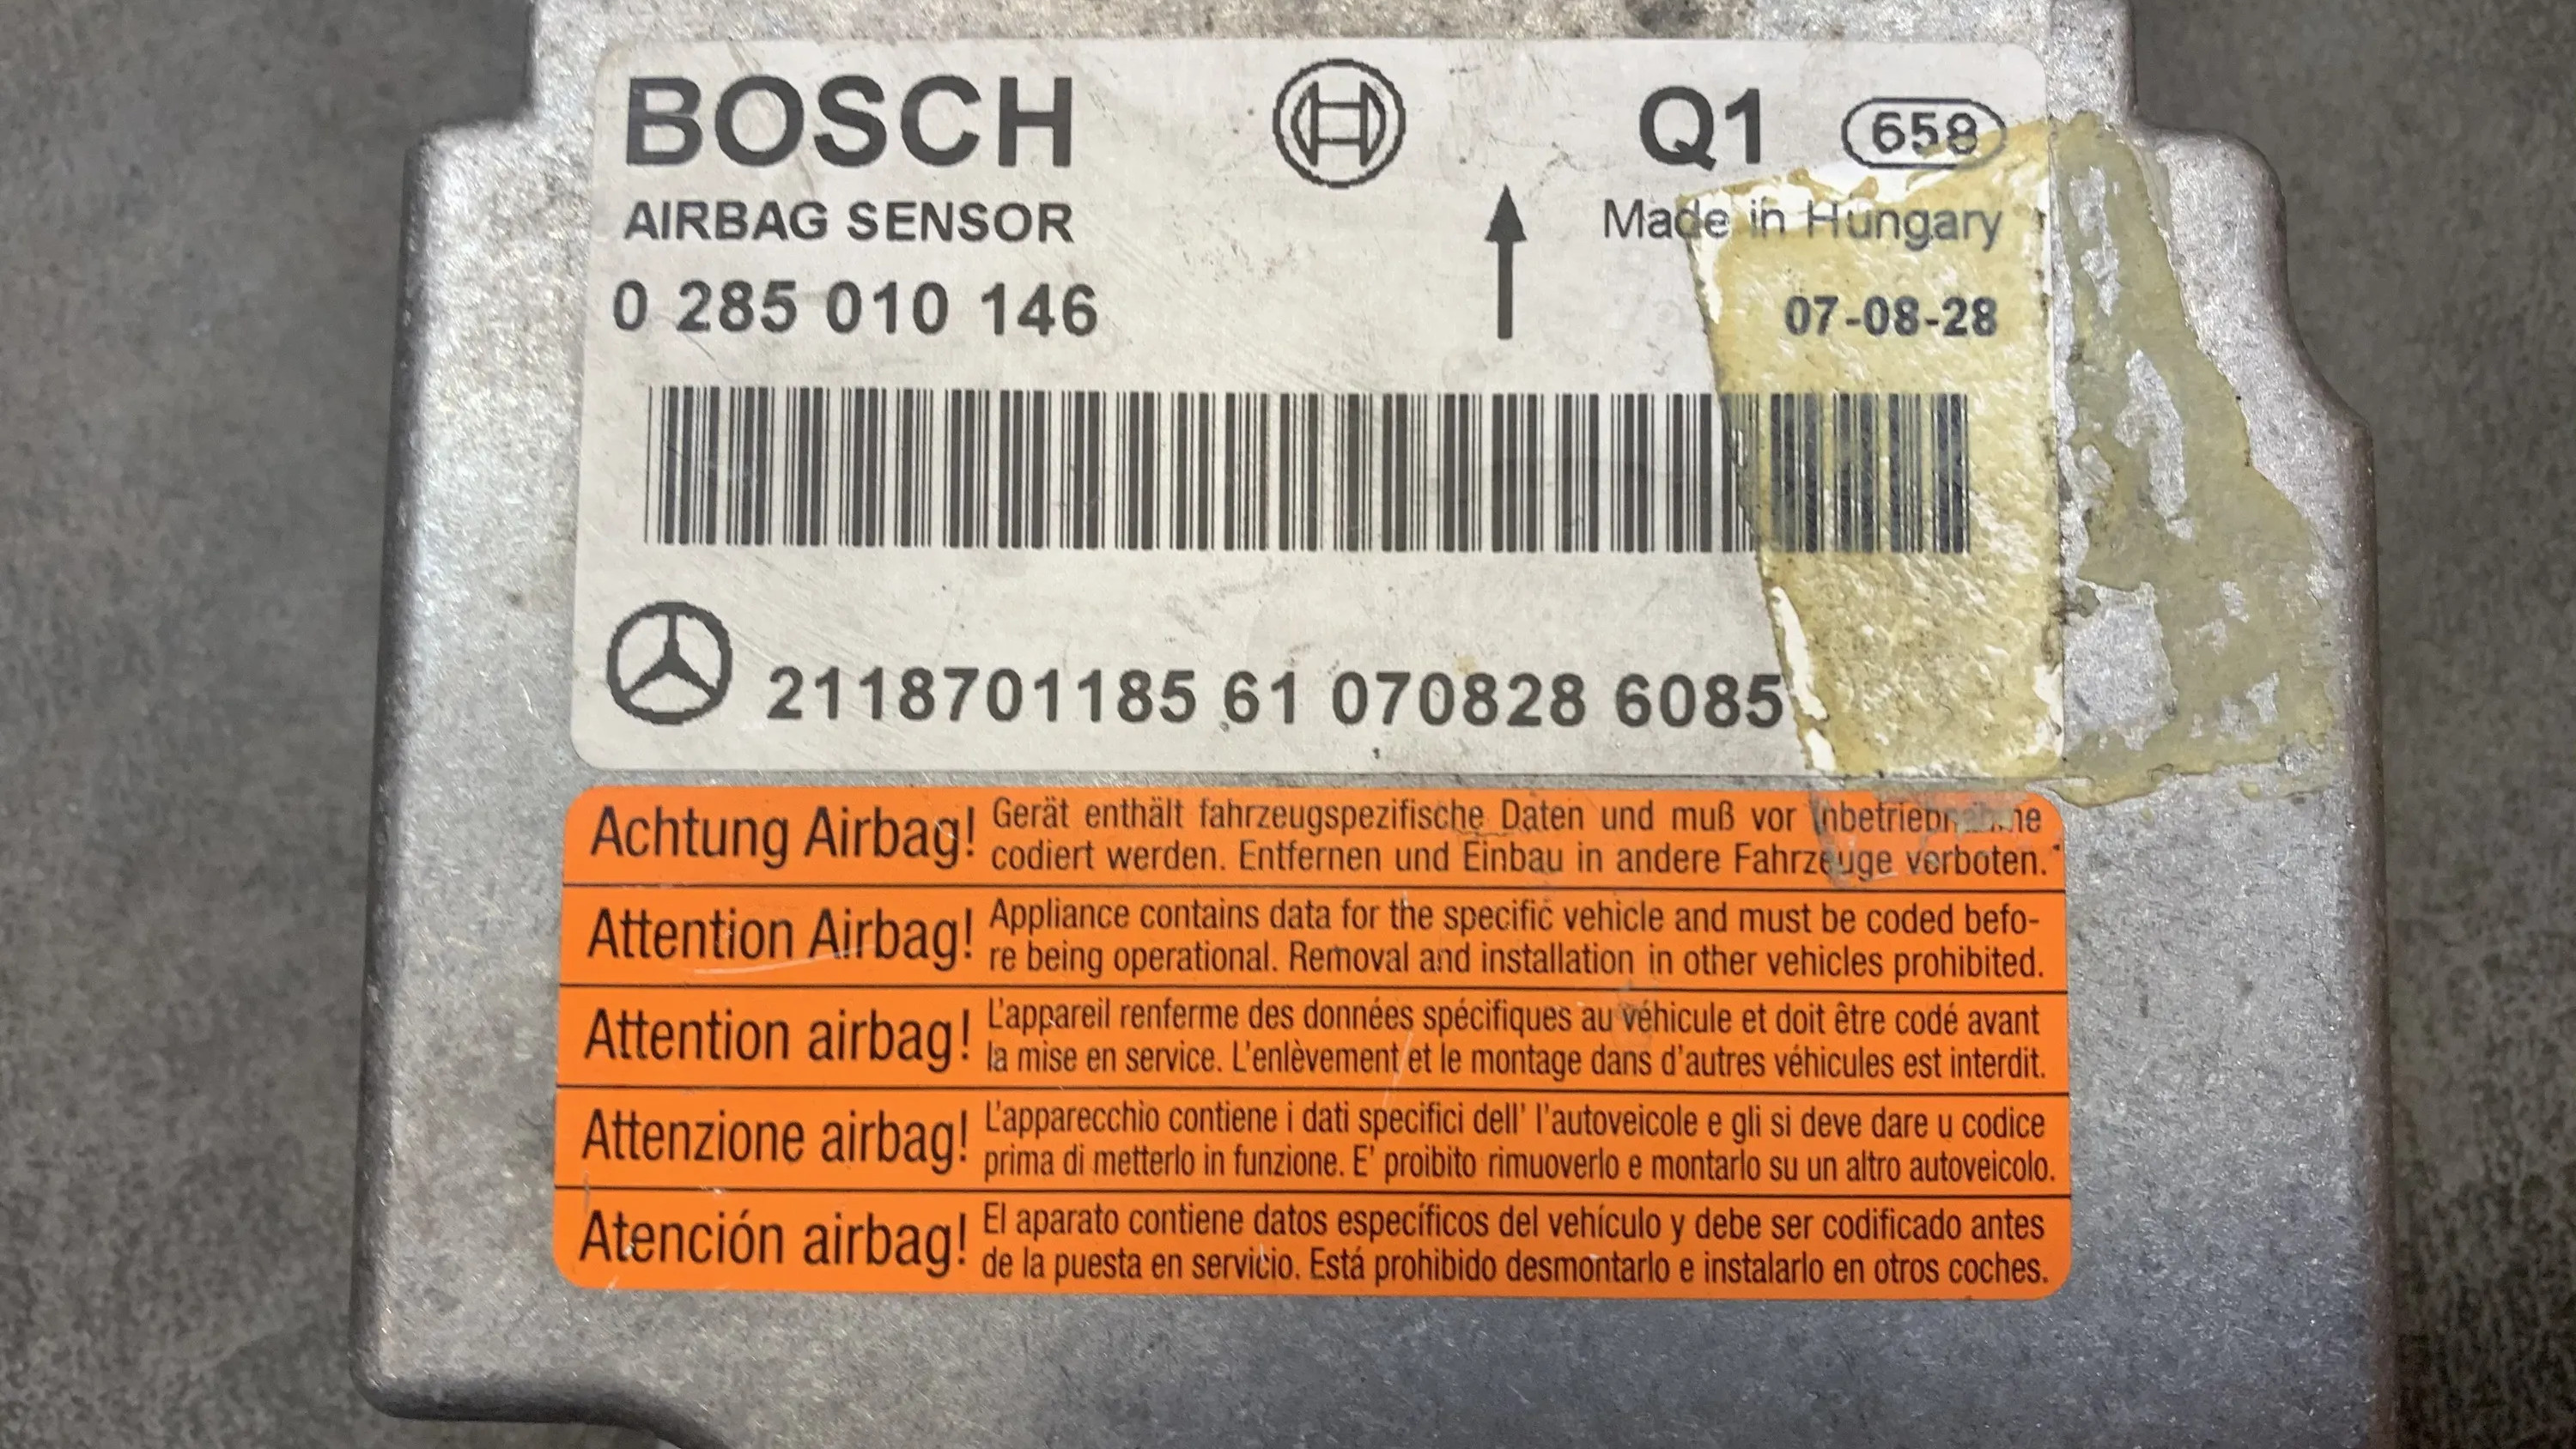 BOSCH Q1 658
AIRBAG SENSOR Made in Hungary
0 285 010 146 07-08-28
2118701185 61 070828 6085
Achtung Airbag! Gerät enthält fahrzeugspezifische Daten und muß vor
codiert werden. Entfernen und Einbau in andere Fahrzeuge verboten.
Attention Airbag! Appliance contains data for the specific vehicle and must be coded befo-
re being operational. Removal and installation in other vehicles prohibited.
Attention airbag! L'appareil renferme des données spécifiques au véhicule et doit être codé avant
la mise en service. L'enlèvement et le montage dans d'autres véhicules est interdit.
Attenzione airbag! L'apparecchio contiene i dati specifici dell' l'autoveicole e gli si deve dare u codice
prima di metterlo in funzione. E' proibito rimuoverlo e montarlo su un altro autoveicolo.
Atención airbag! El aparato contiene datos específicos del vehículo y debe ser codificado antes
de la puesta en servicio. Está prohibido desmontarlo e instalarlo en otros coches.